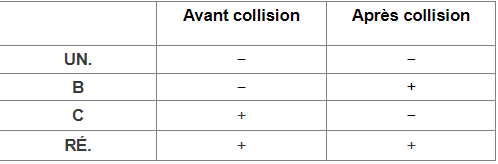 Avant collision Après collision
UN. – –
B – +
C + –
RÉ. + +